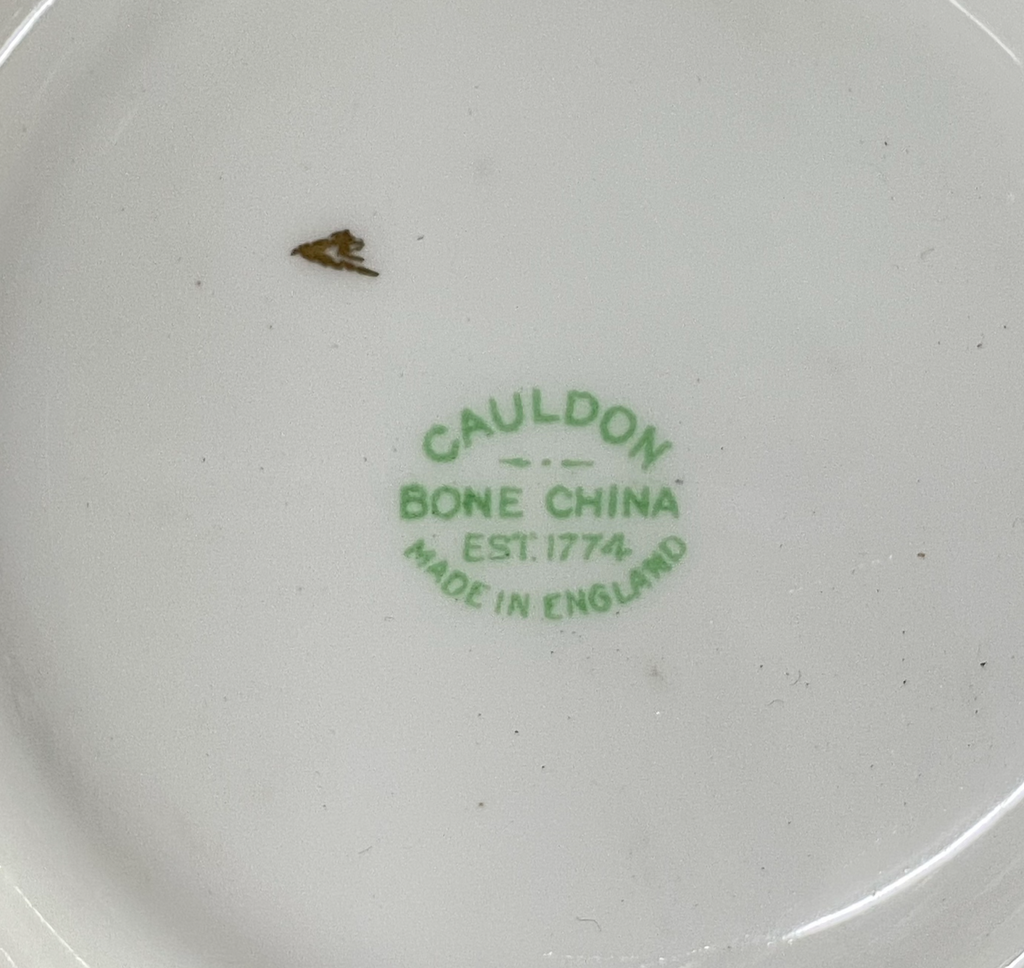 CAULDON
BONE CHINA
EST. 1774
MADE IN ENGLAND